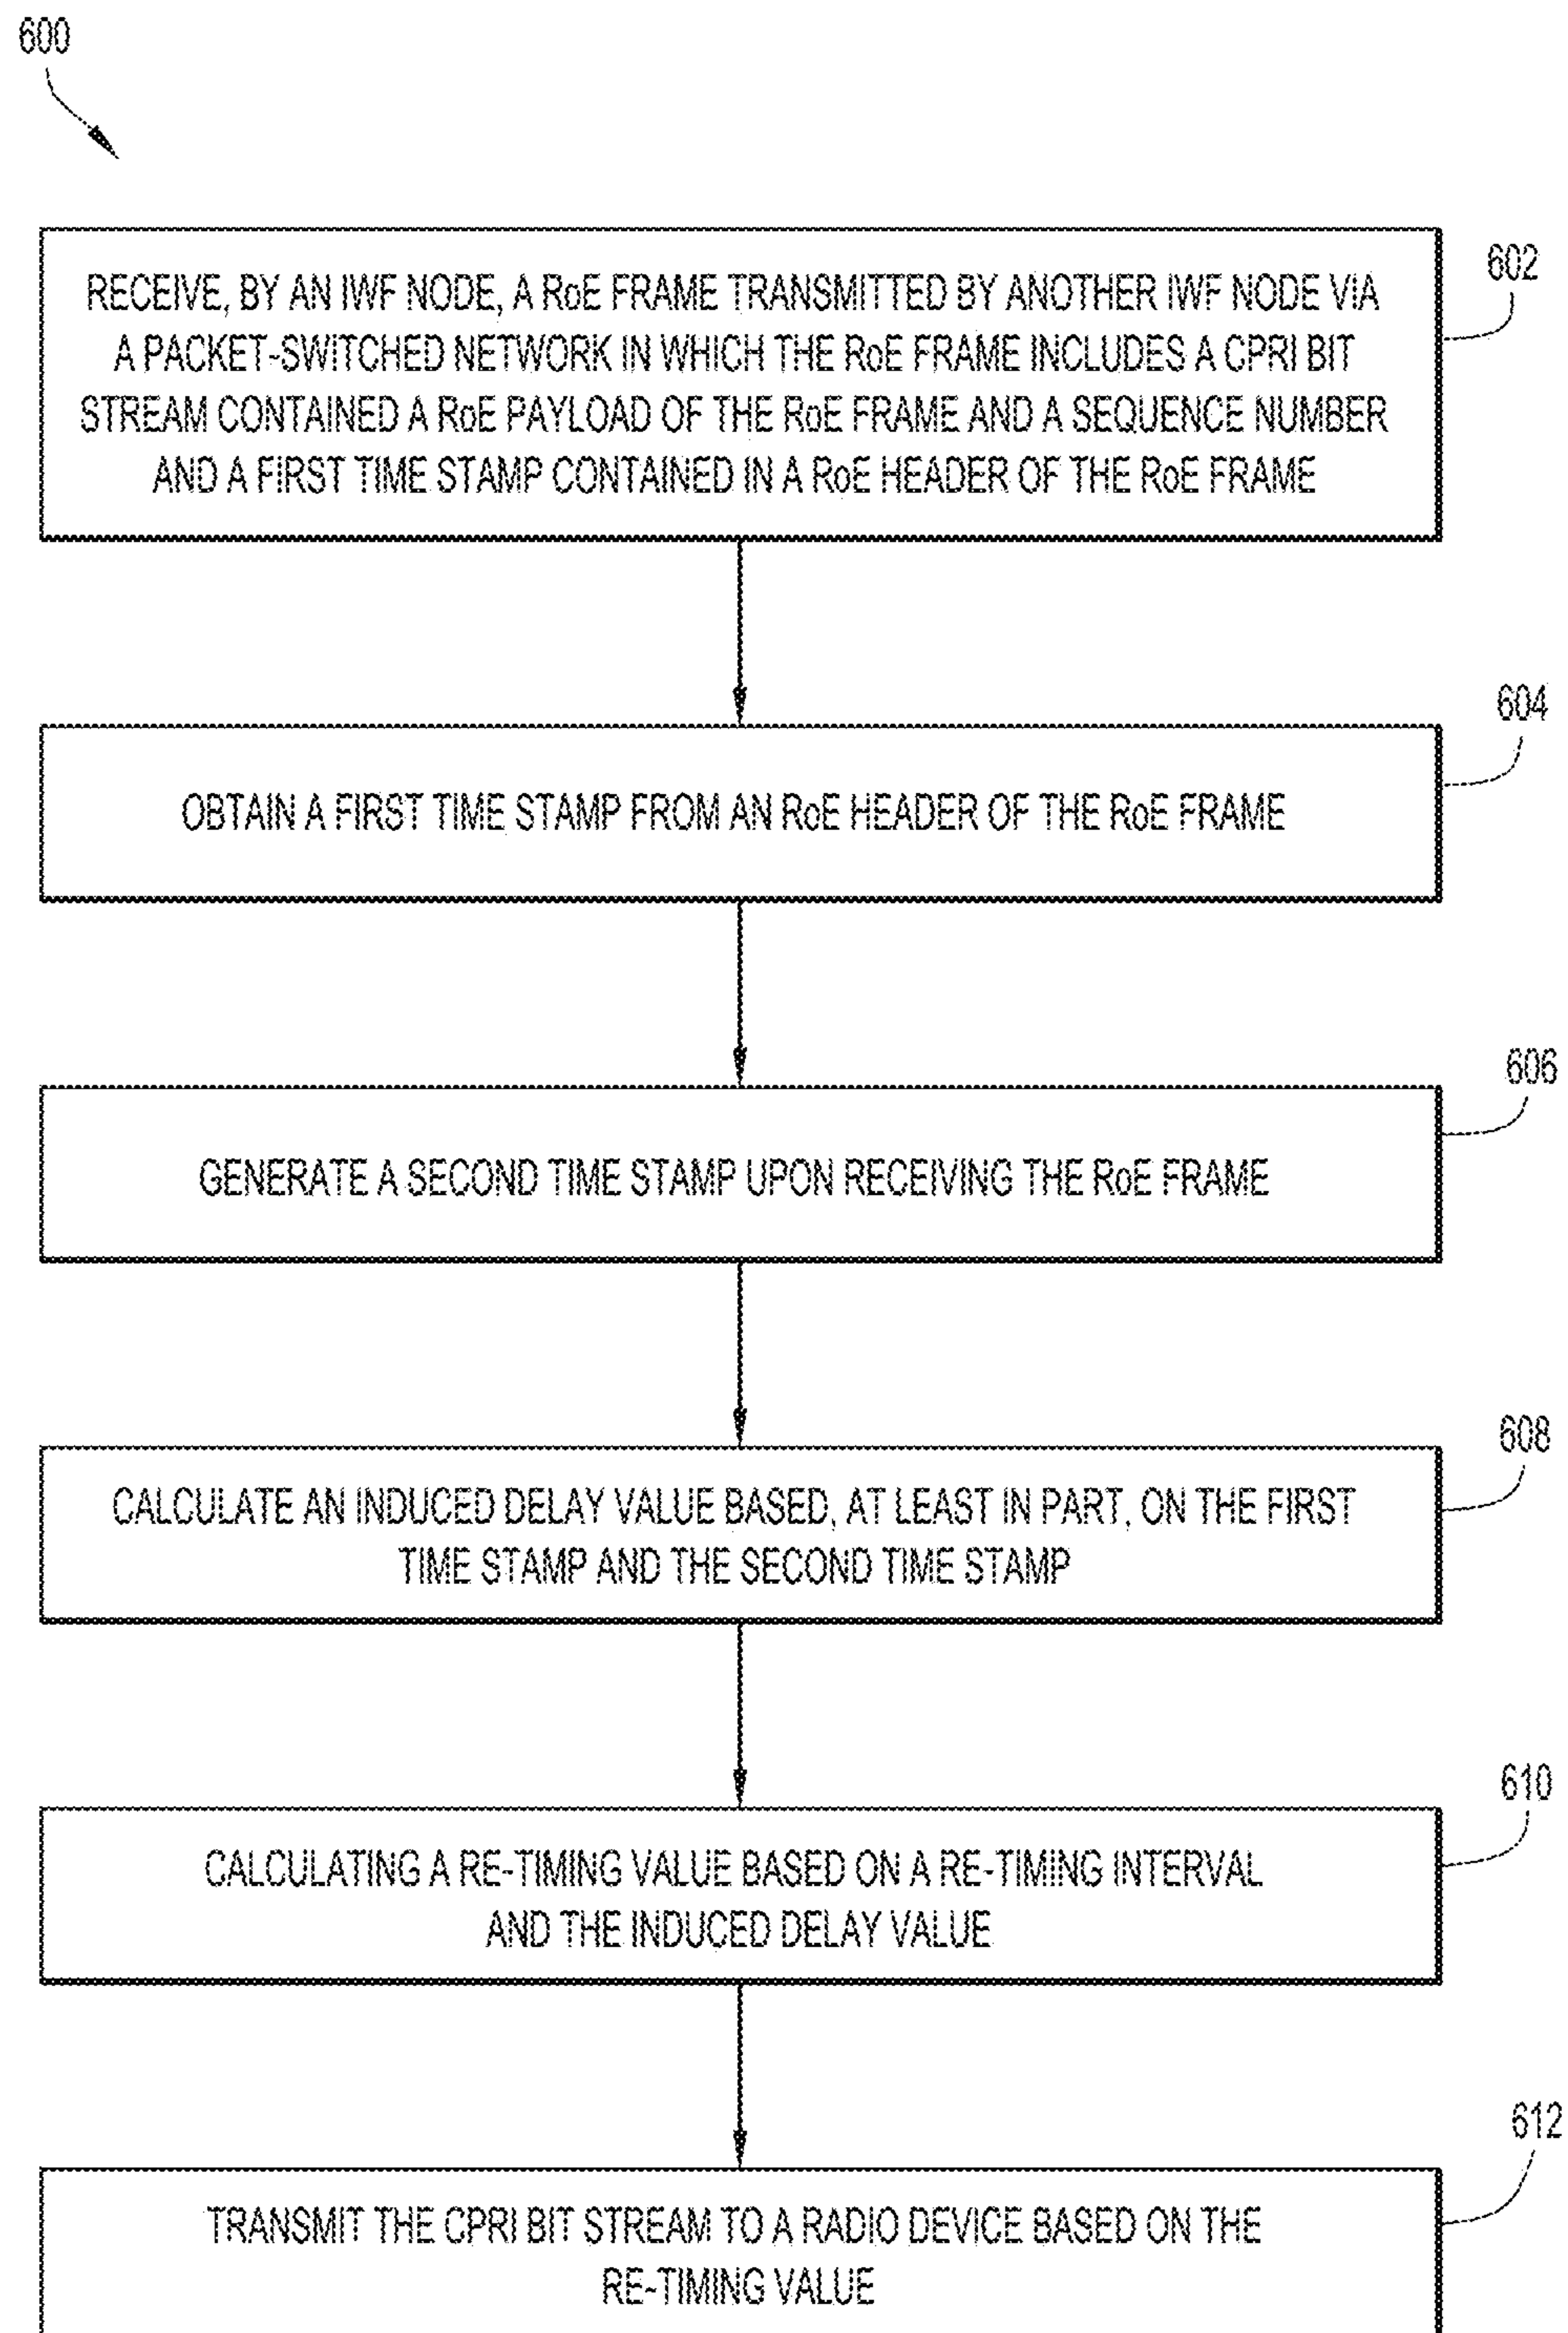 600
RECEIVE, BY AN IWF NODE, A RoE FRAME TRANSMITTED BY ANOTHER IWF NODE VIA
A PACKET-SWITCHED NETWORK IN WHICH THE RoE FRAME INCLUDES A CPRI BIT
STREAM CONTAINED A RoE PAYLOAD OF THE RoE FRAME AND A SEQUENCE NUMBER
AND A FIRST TIME STAMP CONTAINED IN A RoE HEADER OF THE RoE FRAME
602
OBTAIN A FIRST TIME STAMP FROM AN RoE HEADER OF THE RoE FRAME
604
GENERATE A SECOND TIME STAMP UPON RECEIVING THE RoE FRAME
606
CALCULATE AN INDUCED DELAY VALUE BASED, AT LEAST IN PART, ON THE FIRST
TIME STAMP AND THE SECOND TIME STAMP
608
CALCULATING A RE-TIMING VALUE BASED ON A RE-TIMING INTERVAL
AND THE INDUCED DELAY VALUE
610
TRANSMIT THE CPRI BIT STREAM TO A RADIO DEVICE BASED ON THE
RE-TIMING VALUE
612